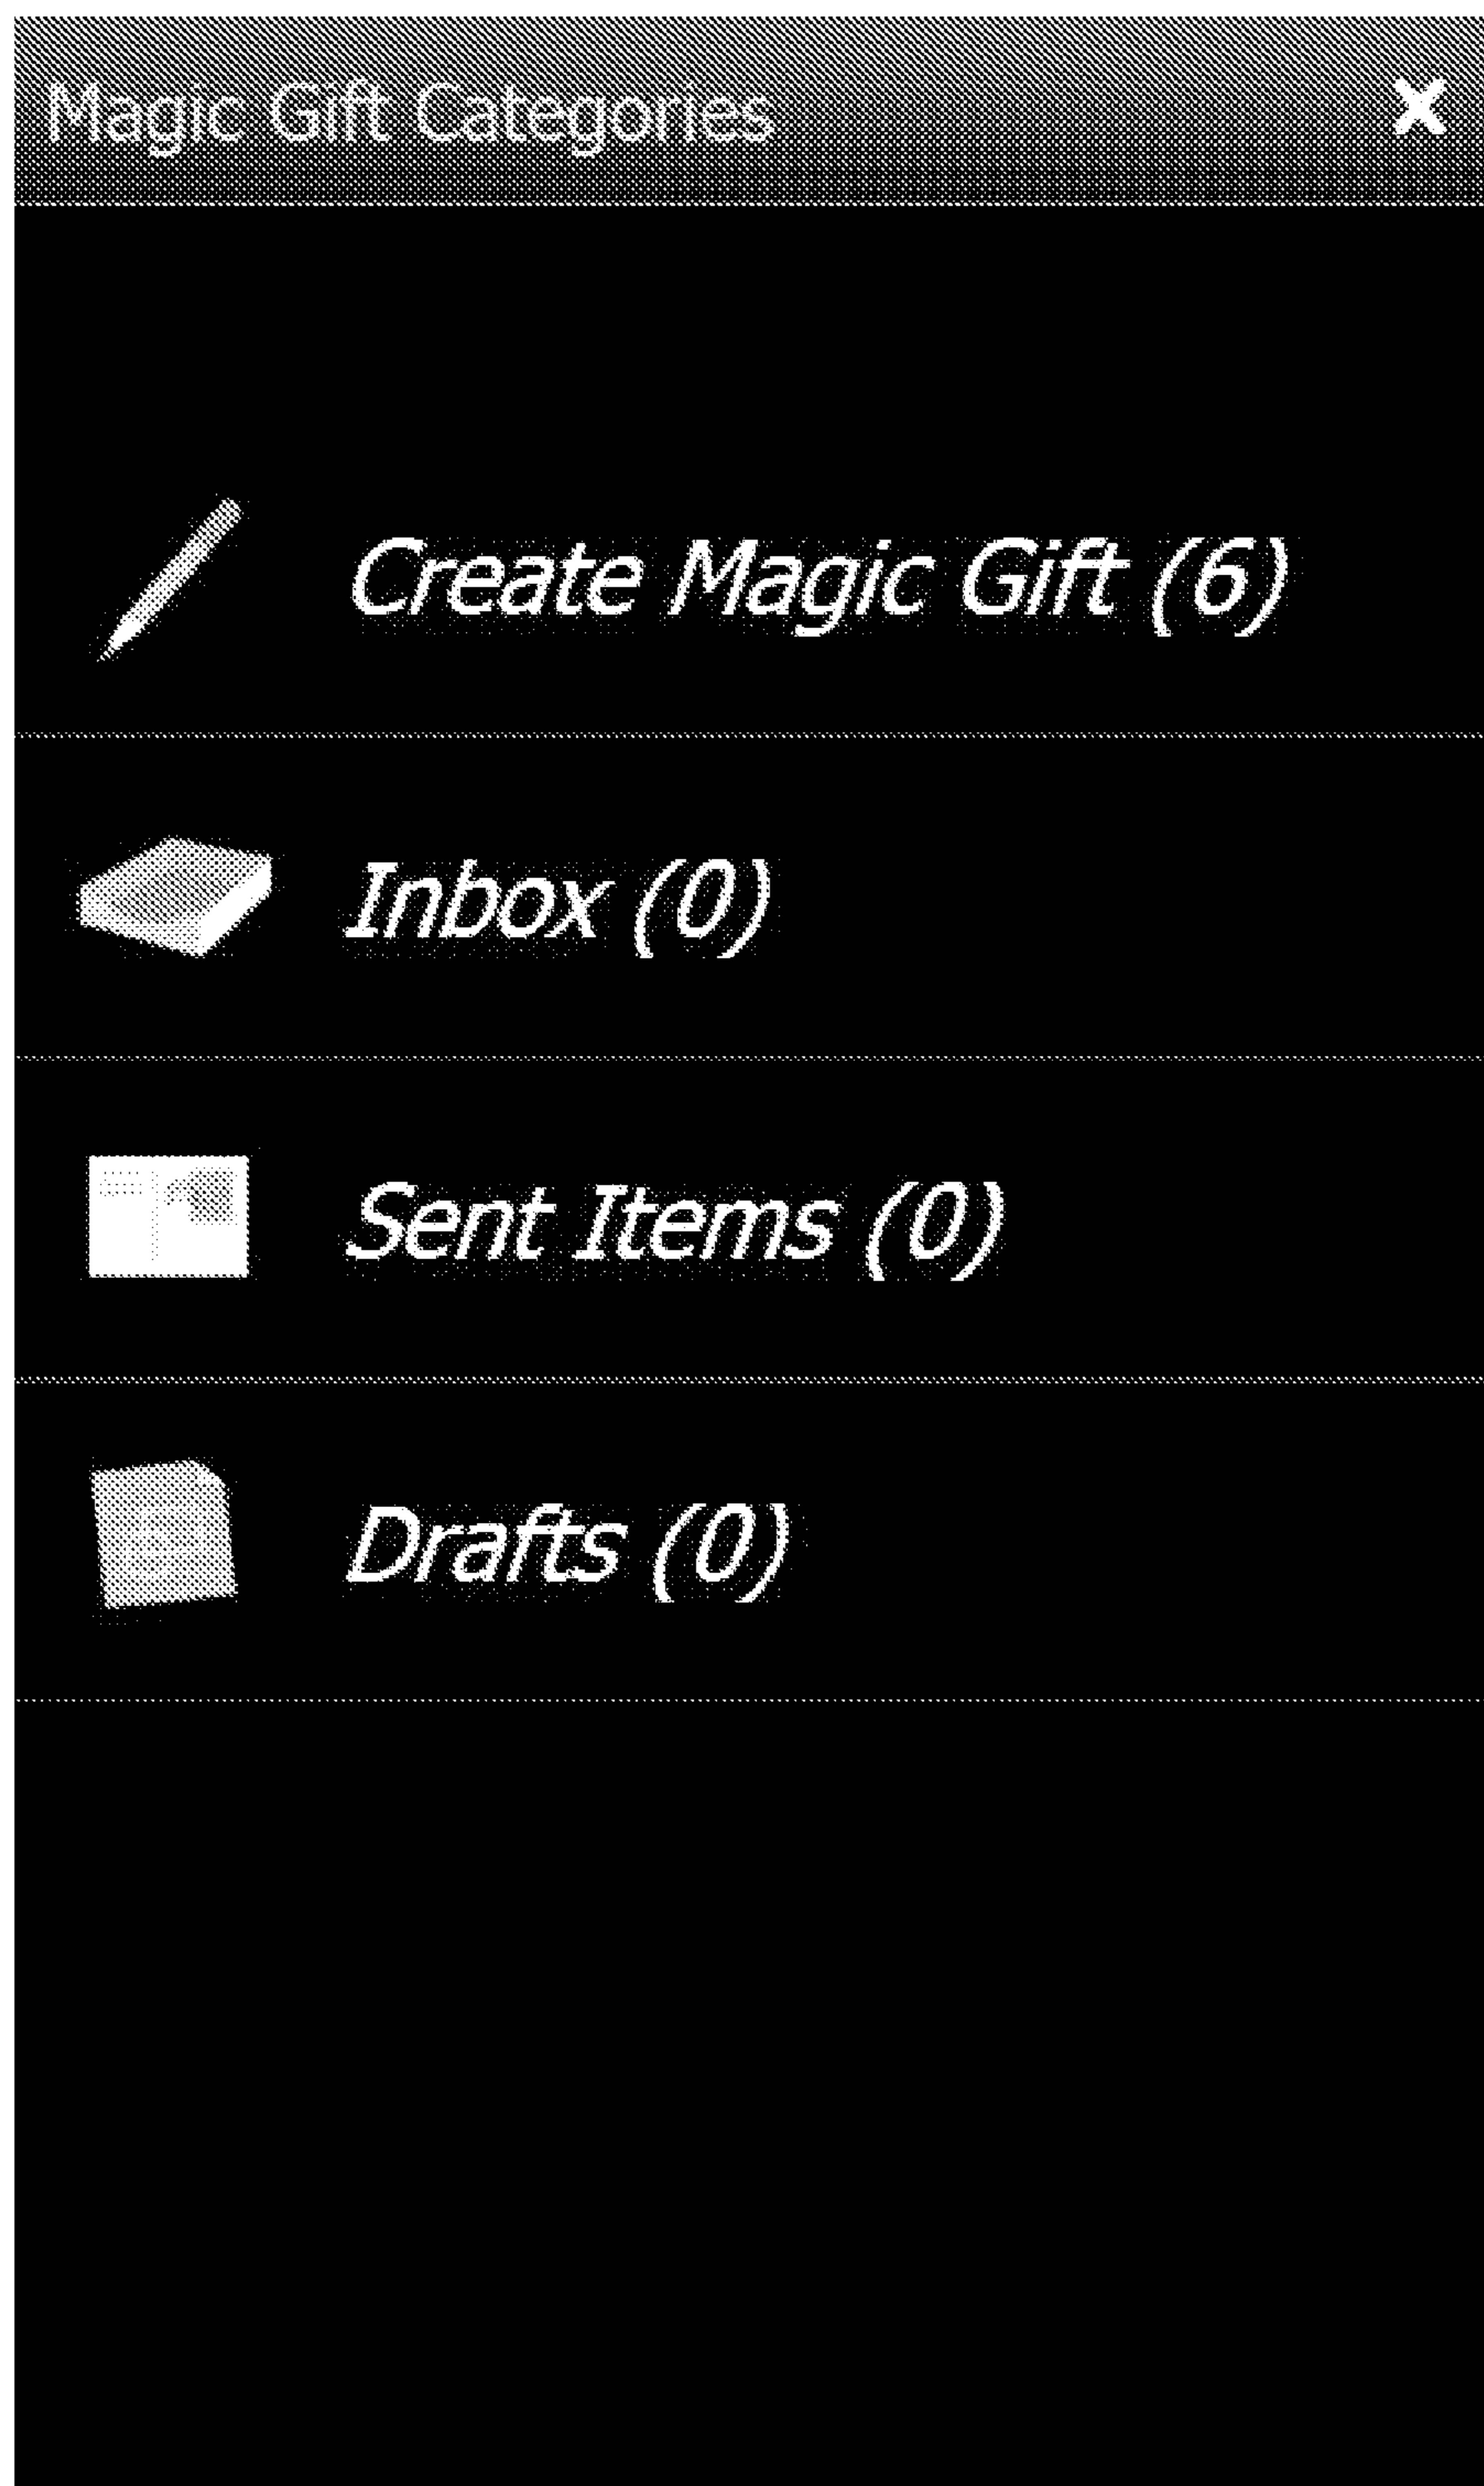 Magic Gift Categories
Create Magic Gift (6)
Inbox (0)
Sent Items (0)
Drafts (0)